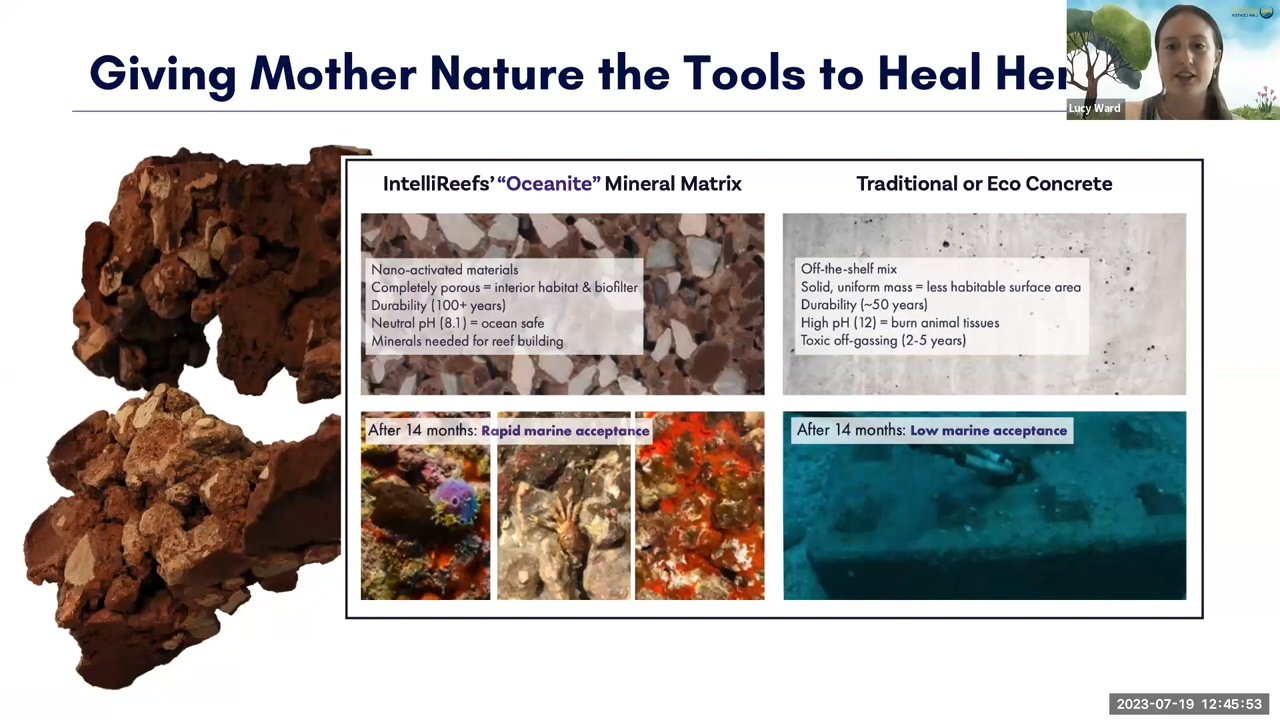 Giving Mother Nature the Tools to Heal Her
Lucy Ward
IntelliReefs' “Oceanite” Mineral Matrix
Nano-activated materials
Completely porous = interior habitat & biofilter
Durability (100+ years)
Neutral pH (8.1) = ocean safe
Minerals needed for reef building
Traditional or Eco Concrete
Off-the-shelf mix
Solid, uniform mass = less habitable surface area
Durability (~50 years)
High pH (12) = burn animal tissues
Toxic off-gassing (2-5 years)
After 14 months: Rapid marine acceptance
After 14 months: Low marine acceptance
2023-07-19 12:45:53